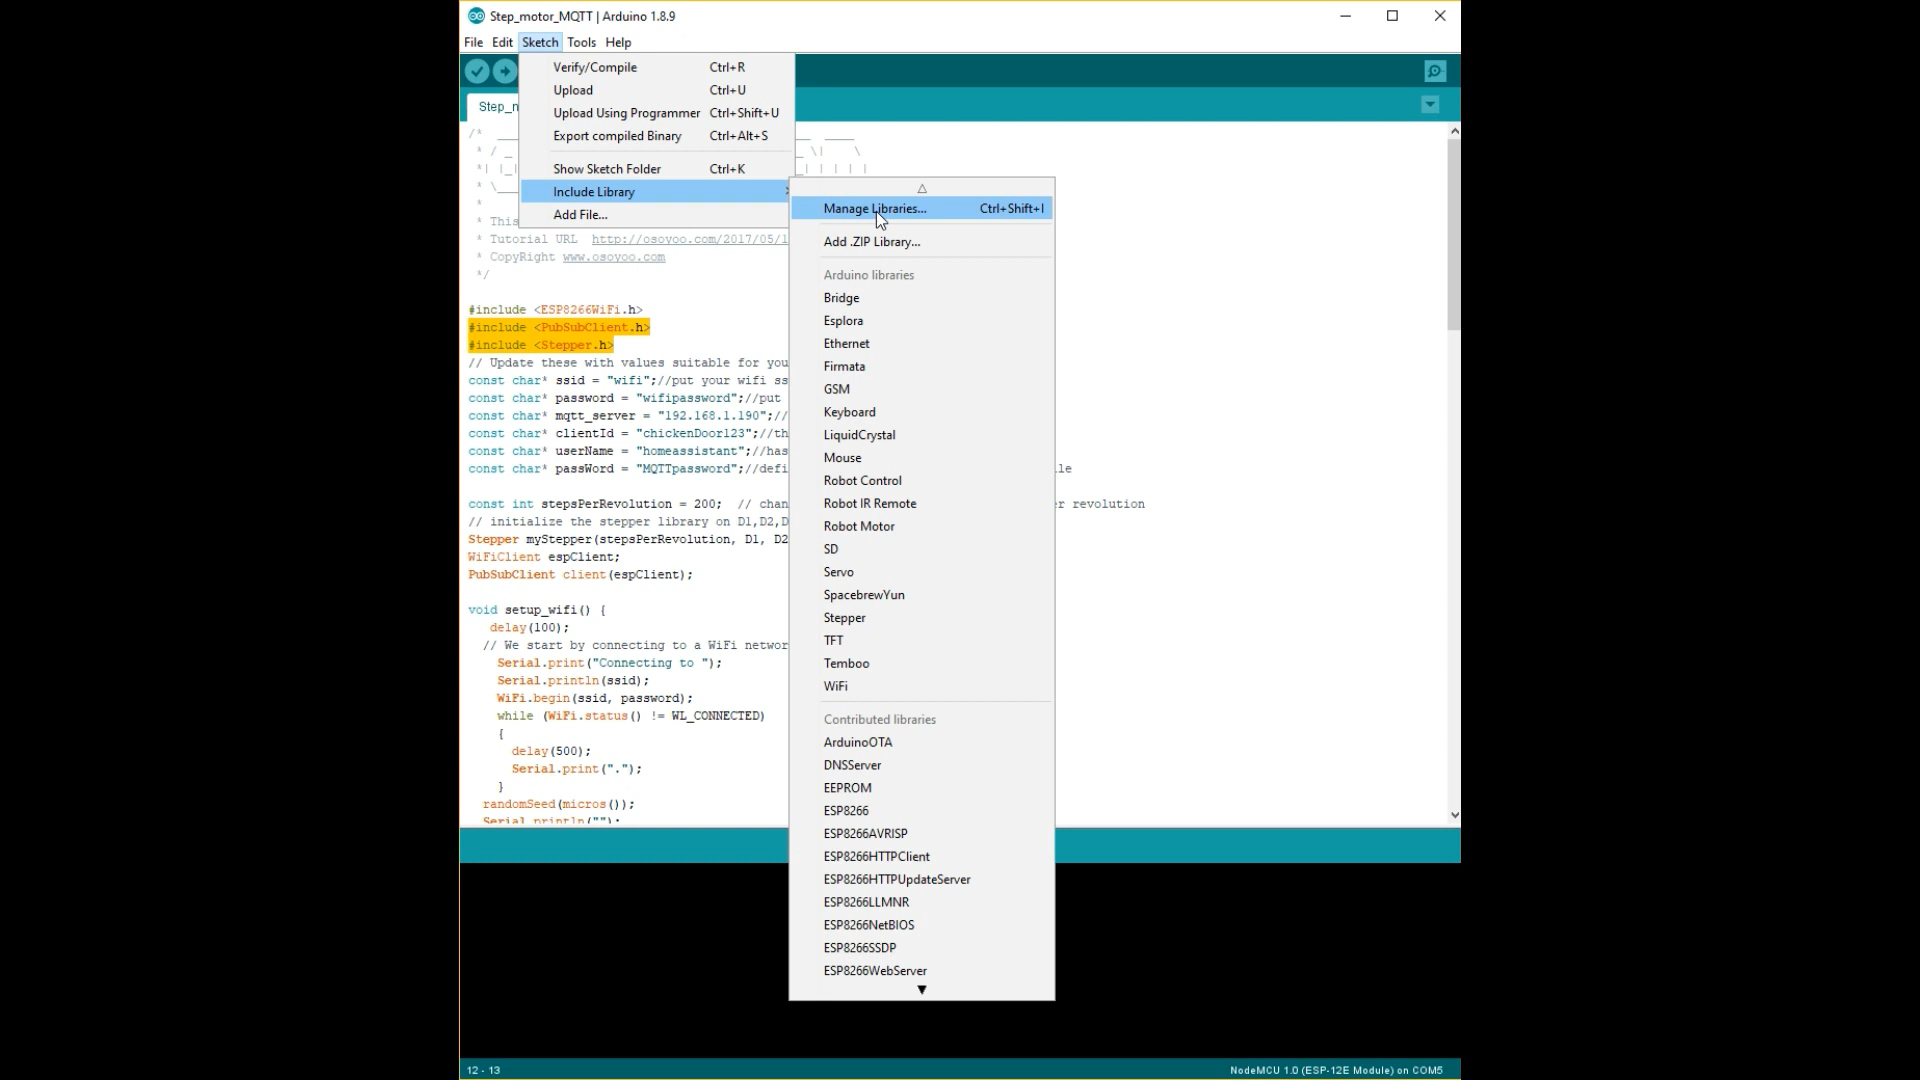 Step_motor_MQTT | Arduino 1.8.9
File Edit Sketch Tools Help
Verify/Compile Ctrl+R
Upload Ctrl+U
Upload Using Programmer Ctrl+Shift+U
Export compiled Binary Ctrl+Alt+S
Show Sketch Folder Ctrl+K
Include Library
Add File...
Manage Libraries... Ctrl+Shift+I
Add .ZIP Library...
Arduino libraries
Bridge
Esplora
Ethernet
Firmata
GSM
Keyboard
LiquidCrystal
Mouse
Robot Control
Robot IR Remote
Robot Motor
SD
Servo
SpacebrewYun
Stepper
TFT
Temboo
WiFi
Contributed libraries
ArduinoOTA
DNSServer
EEPROM
ESP8266
ESP8266AVRISP
ESP8266HTTPClient
ESP8266HTTPUpdateServer
ESP8266LLMNR
ESP8266NetBIOS
ESP8266SSDP
ESP8266WebServer
Step_n
* This
* Tutorial URL http://osoyoo.com/2017/05/1
* CopyRight www.osoyoo.com
*/
#include <ESP8266WiFi.h>
#include <PubSubClient.h>
#include <Stepper.h>
// Update these with values suitable for you
const char* ssid = "wifi";//put your wifi ss
const char* password = "wifipassword";//put
const char* mqtt_server = "192.168.1.190";//
const char* clientId = "chickenDoor123";//th
const char* userName = "homeassistant";//has
const char* passWord = "MQTTpassword";//defi le
const int stepsPerRevolution = 200;  // chan r revolution
// initialize the stepper library on D1,D2,D
Stepper myStepper(stepsPerRevolution, D1, D2
WiFiClient espClient;
PubSubClient client(espClient);
void setup_wifi() {
delay(100);
// We start by connecting to a WiFi networ
Serial.print("Connecting to ");
Serial.println(ssid);
WiFi.begin(ssid, password);
while (WiFi.status() != WL_CONNECTED)
{
delay(500);
Serial.print(".");
}
randomSeed(micros());
Serial.println("");
12 - 13
NodeMCU 1.0 (ESP-12E Module) on COM5